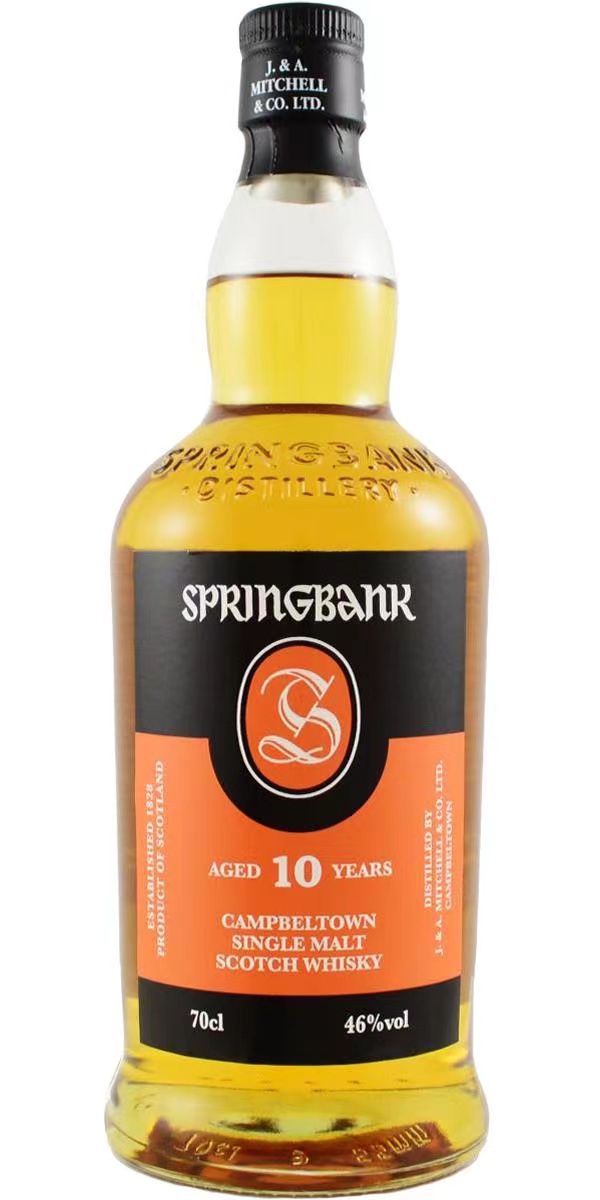 J. & A.
MITCHELL
& CO. LTD.
SPRINGBANK
· DISTILLERY ·
SPRINGBANK
S
ESTABLISHED 1828
PRODUCT OF SCOTLAND
AGED 10 YEARS
DISTILLED BY
J. & A. MITCHELL & CO. LTD.
CAMPBELTOWN
CAMPBELTOWN
SINGLE MALT
SCOTCH WHISKY
70cl 46%vol